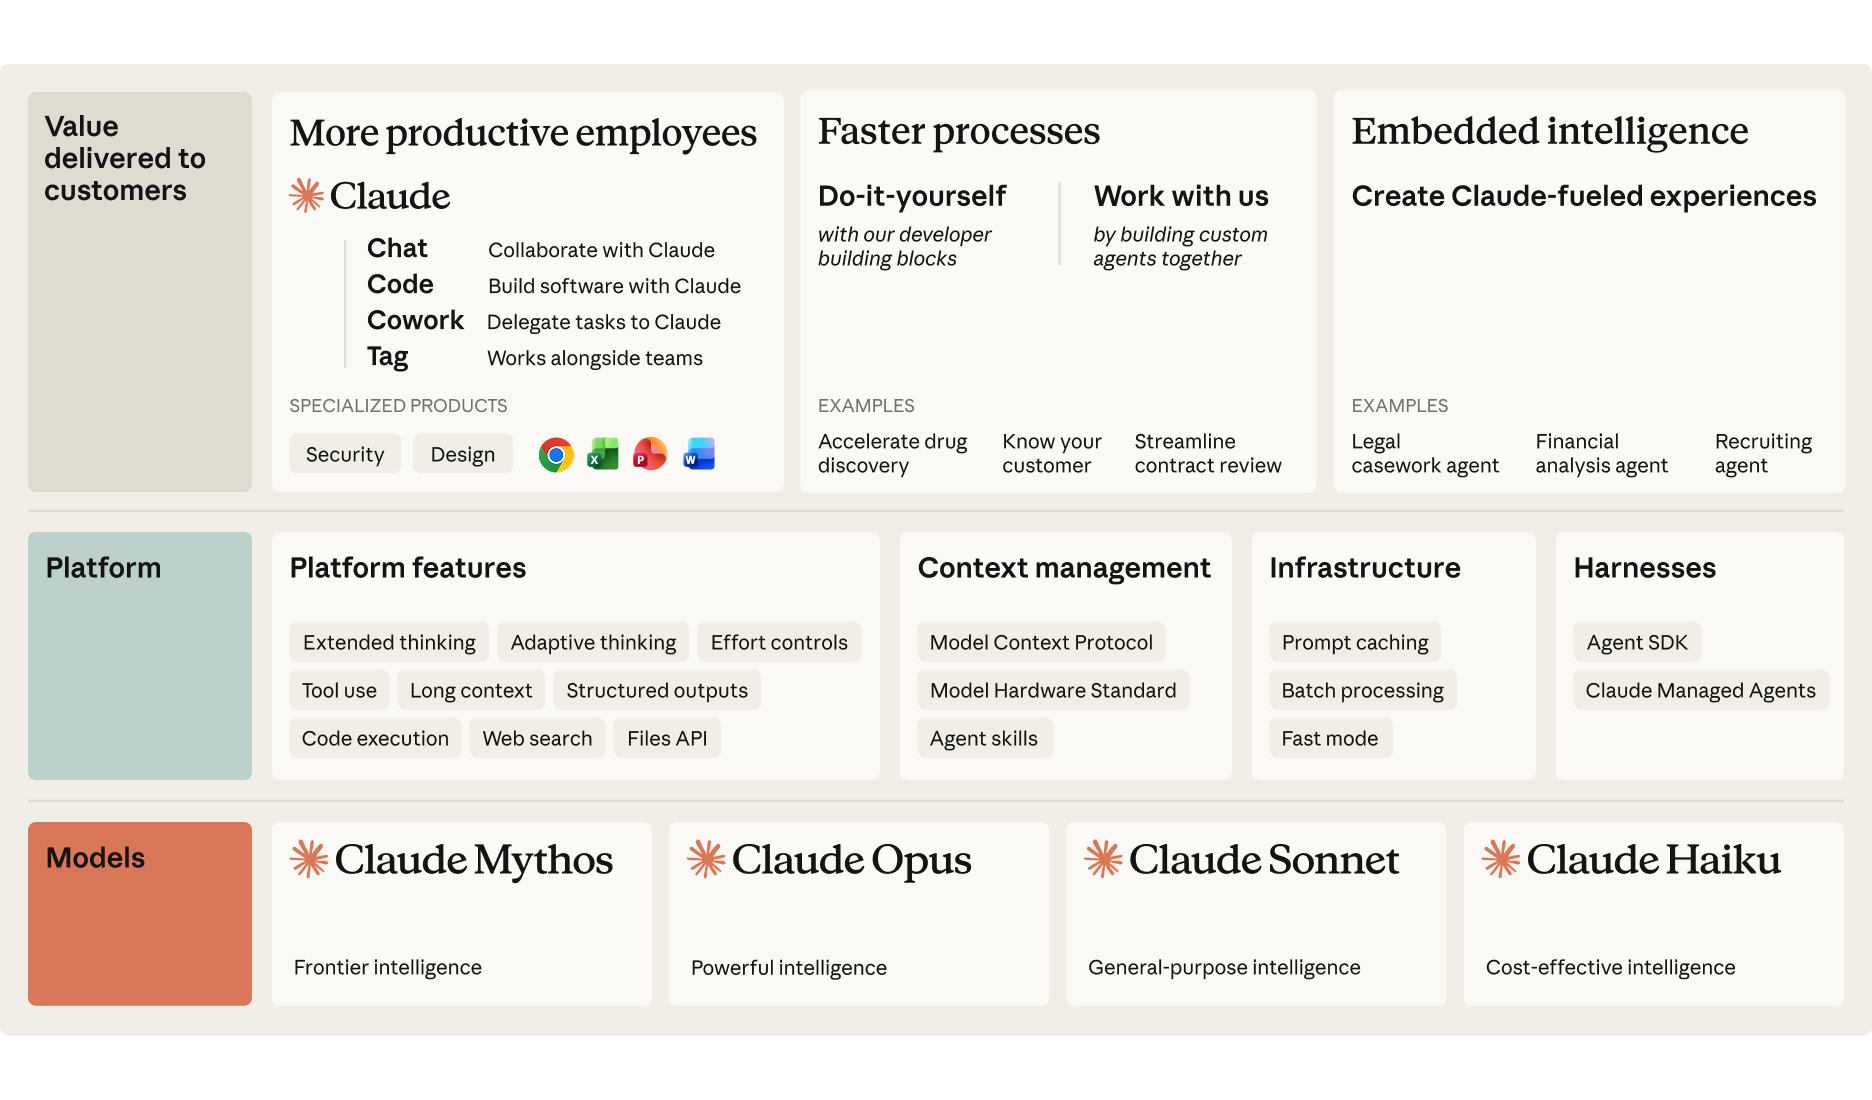 Value
delivered to
customers
More productive employees
Claude
Chat Collaborate with Claude
Code Build software with Claude
Cowork Delegate tasks to Claude
Tag Works alongside teams
SPECIALIZED PRODUCTS
Security Design X P W
Faster processes
Do-it-yourself
with our developer
building blocks
Work with us
by building custom
agents together
EXAMPLES
Accelerate drug
discovery
Know your
customer
Streamline
contract review
Embedded intelligence
Create Claude-fueled experiences
EXAMPLES
Legal
casework agent
Financial
analysis agent
Recruiting
agent
Platform
Platform features
Extended thinking Adaptive thinking Effort controls
Tool use Long context Structured outputs
Code execution Web search Files API
Context management
Model Context Protocol
Model Hardware Standard
Agent skills
Infrastructure
Prompt caching
Batch processing
Fast mode
Harnesses
Agent SDK
Claude Managed Agents
Models
Claude Mythos
Frontier intelligence
Claude Opus
Powerful intelligence
Claude Sonnet
General-purpose intelligence
Claude Haiku
Cost-effective intelligence